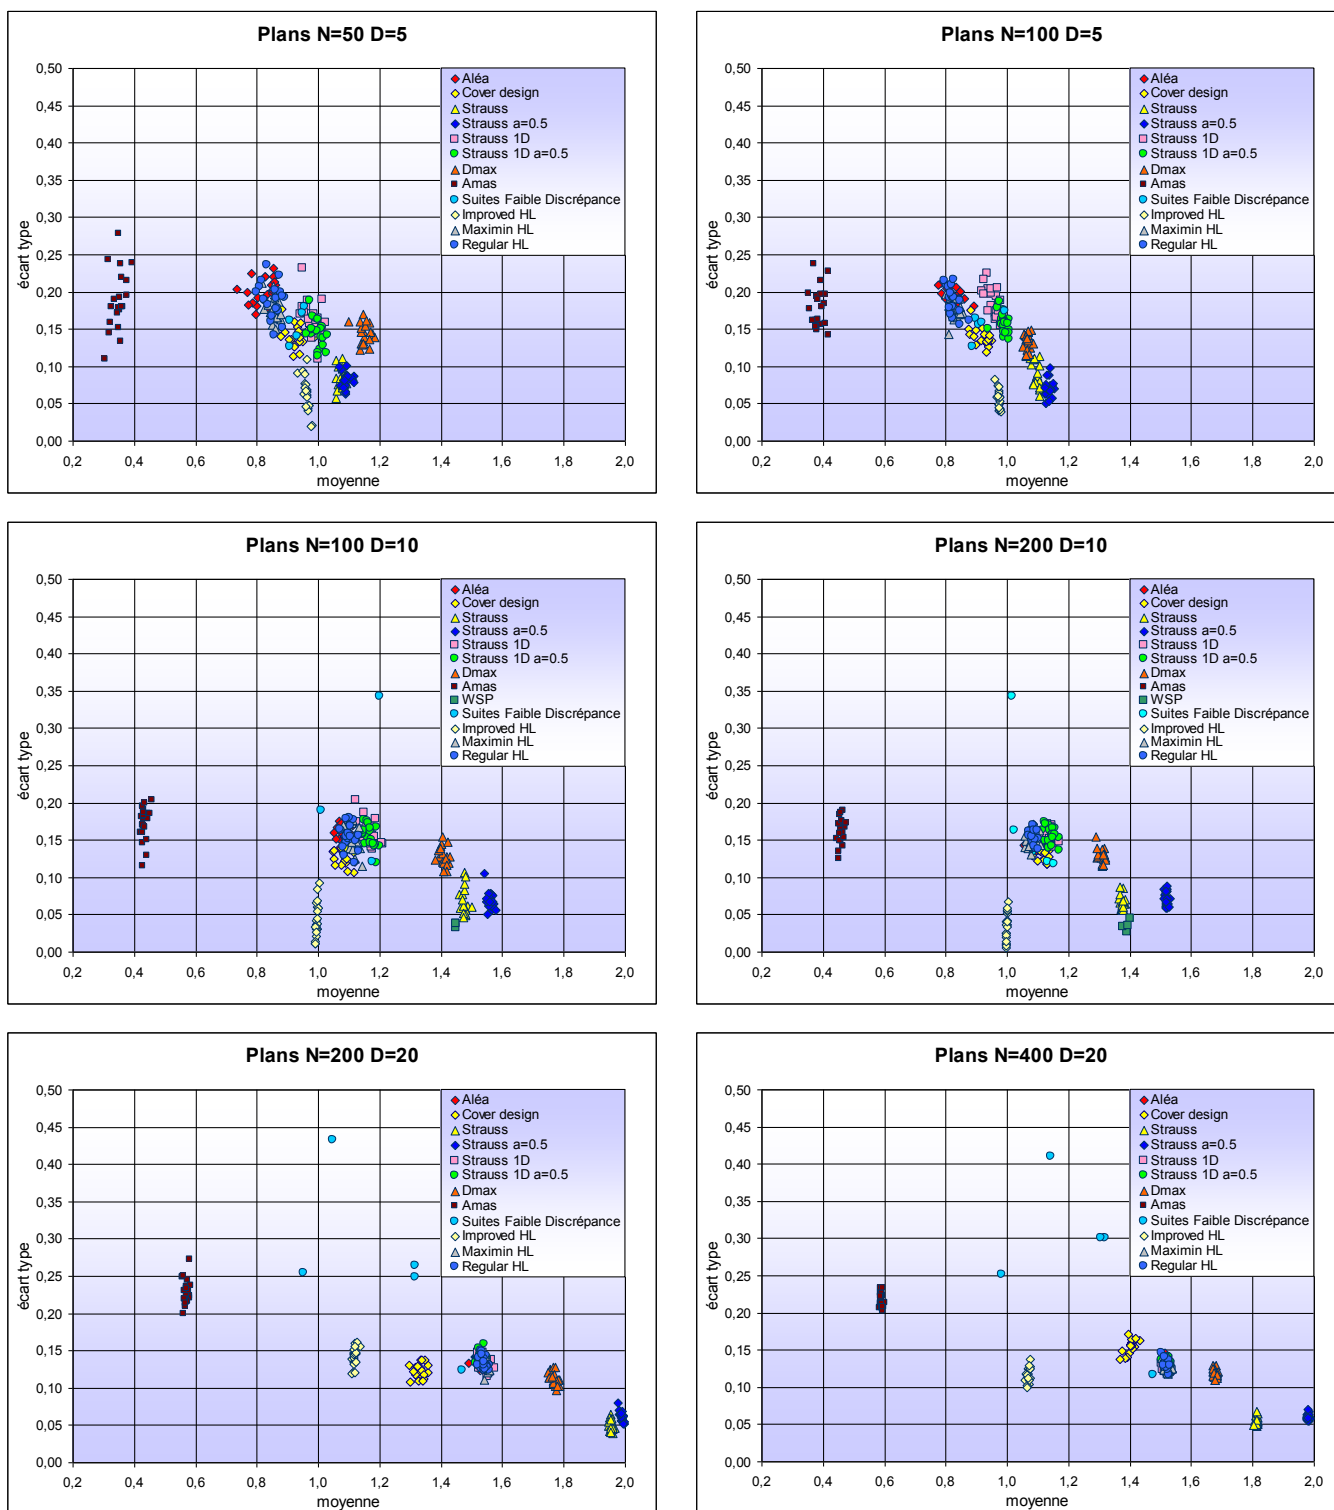 Plans N=50 D=5
0,50
0,45
0,40
0,35
0,30
0,25
0,20
0,15
0,10
0,05
0,00
écart type
0,2 0,4 0,6 0,8 1,0 1,2 1,4 1,6 1,8 2,0
moyenne
Aléa
Cover design
Strauss
Strauss a=0.5
Strauss 1D
Strauss 1D a=0.5
Dmax
Amas
Suites Faible Discrépance
Improved HL
Maximin HL
Regular HL
Plans N=100 D=5
0,50
0,45
0,40
0,35
0,30
0,25
0,20
0,15
0,10
0,05
0,00
écart type
0,2 0,4 0,6 0,8 1,0 1,2 1,4 1,6 1,8 2,0
moyenne
Aléa
Cover design
Strauss
Strauss a=0.5
Strauss 1D
Strauss 1D a=0.5
Dmax
Amas
Suites Faible Discrépance
Improved HL
Maximin HL
Regular HL
Plans N=100 D=10
0,50
0,45
0,40
0,35
0,30
0,25
0,20
0,15
0,10
0,05
0,00
écart type
0,2 0,4 0,6 0,8 1,0 1,2 1,4 1,6 1,8 2,0
moyenne
Aléa
Cover design
Strauss
Strauss a=0.5
Strauss 1D
Strauss 1D a=0.5
Dmax
Amas
WSP
Suites Faible Discrépance
Improved HL
Maximin HL
Regular HL
Plans N=200 D=10
0,50
0,45
0,40
0,35
0,30
0,25
0,20
0,15
0,10
0,05
0,00
écart type
0,2 0,4 0,6 0,8 1,0 1,2 1,4 1,6 1,8 2,0
moyenne
Aléa
Cover design
Strauss
Strauss a=0.5
Strauss 1D
Strauss 1D a=0.5
Dmax
Amas
WSP
Suites Faible Discrépance
Improved HL
Maximin HL
Regular HL
Plans N=200 D=20
0,50
0,45
0,40
0,35
0,30
0,25
0,20
0,15
0,10
0,05
0,00
écart type
0,2 0,4 0,6 0,8 1,0 1,2 1,4 1,6 1,8 2,0
moyenne
Aléa
Cover design
Strauss
Strauss a=0.5
Strauss 1D
Strauss 1D a=0.5
Dmax
Amas
Suites Faible Discrépance
Improved HL
Maximin HL
Regular HL
Plans N=400 D=20
0,50
0,45
0,40
0,35
0,30
0,25
0,20
0,15
0,10
0,05
0,00
écart type
0,2 0,4 0,6 0,8 1,0 1,2 1,4 1,6 1,8 2,0
moyenne
Aléa
Cover design
Strauss
Strauss a=0.5
Strauss 1D
Strauss 1D a=0.5
Dmax
Amas
Suites Faible Discrépance
Improved HL
Maximin HL
Regular HL